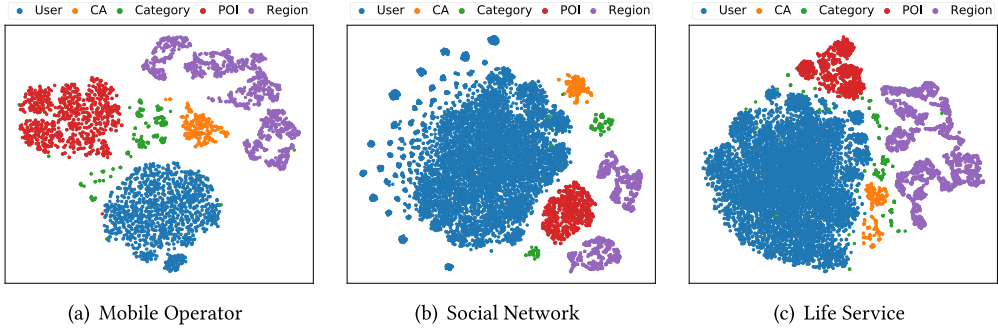 User CA Category POI Region
User CA Category POI Region
User CA Category POI Region
(a) Mobile Operator
(b) Social Network
(c) Life Service